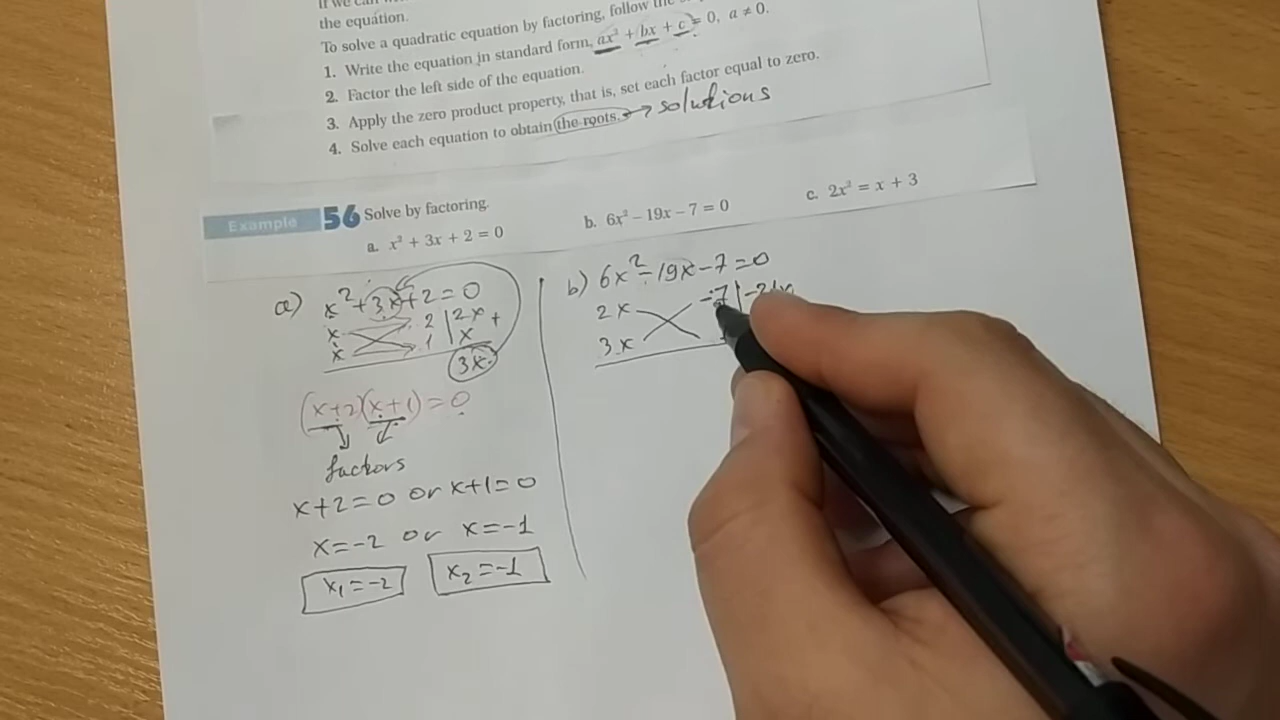 the equation.
To solve a quadratic equation by factoring, follow the
1. Write the equation in standard form, ax² + bx + c = 0, a ≠ 0.
2. Factor the left side of the equation.
3. Apply the zero product property, that is, set each factor equal to zero.
4. Solve each equation to obtain the roots. → solutions
Example 56 Solve by factoring.
a. x² + 3x + 2 = 0
b. 6x² – 19x – 7 = 0
c. 2x² = x + 3
a) x²+3x+2=0
x 2 | 2x +
x 1 | x
3x
(x+2)(x+1)=0
factors
x+2=0 or x+1=0
x=-2 or x=-1
x₁=-2 x₂=-1
b) 6x²-19x-7=0
2x -7 | -21x
3x